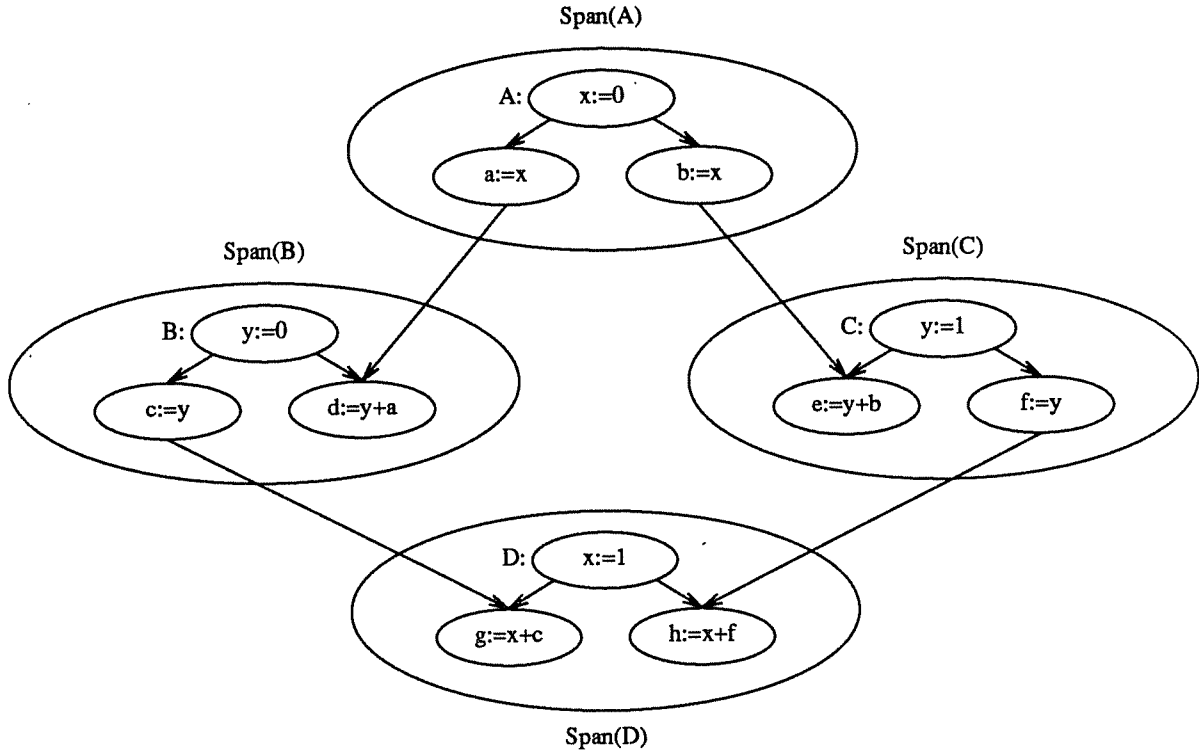 Span(A)
A: x:=0
a:=x b:=x
Span(B) Span(C)
B: y:=0 C: y:=1
c:=y d:=y+a e:=y+b f:=y
D: x:=1
g:=x+c h:=x+f
Span(D)